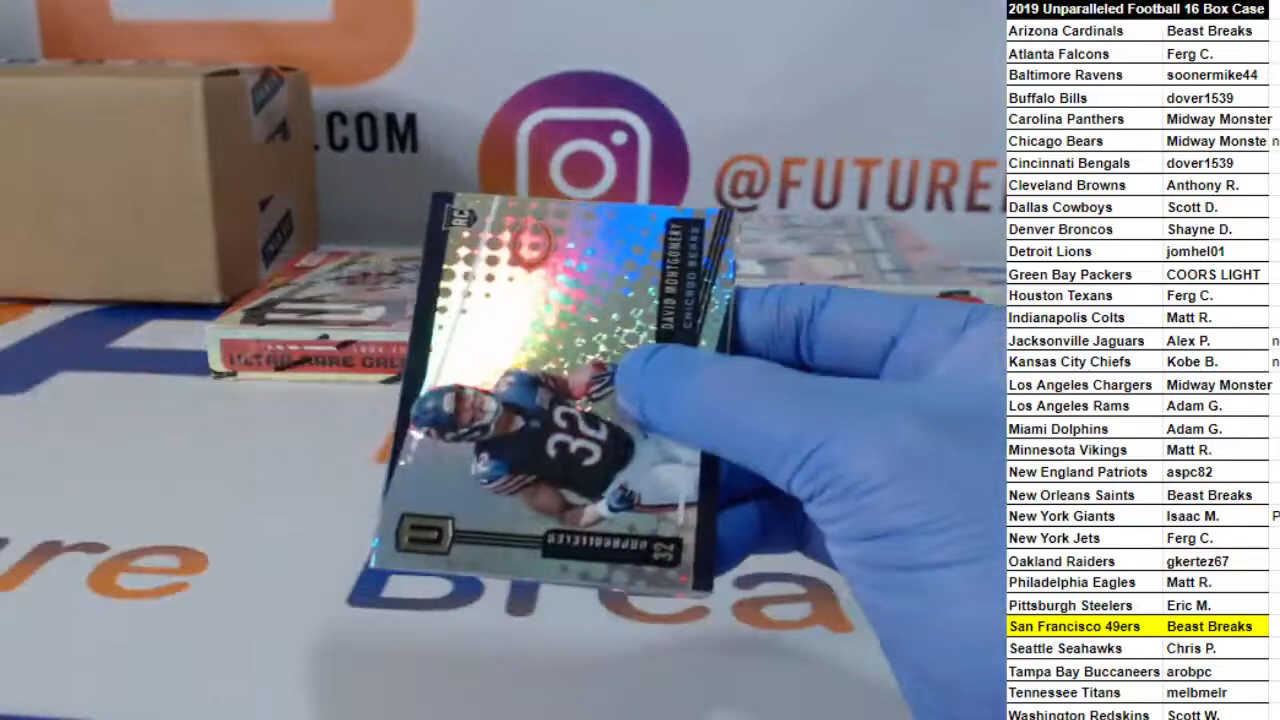 .COM
@FUTURE
RC
DAVID MONTGOMERY
CHICAGO BEARS
32
UNPARALLELED
32
ULTRA RARE GAL
re Brea
2019 Unparalleled Football 16 Box Case
Arizona Cardinals Beast Breaks
Atlanta Falcons Ferg C.
Baltimore Ravens soonermike44
Buffalo Bills dover1539
Carolina Panthers Midway Monster
Chicago Bears Midway Monste n
Cincinnati Bengals dover1539
Cleveland Browns Anthony R.
Dallas Cowboys Scott D.
Denver Broncos Shayne D.
Detroit Lions jomhel01
Green Bay Packers COORS LIGHT
Houston Texans Ferg C.
Indianapolis Colts Matt R.
Jacksonville Jaguars Alex P. n
Kansas City Chiefs Kobe B. n
Los Angeles Chargers Midway Monster
Los Angeles Rams Adam G.
Miami Dolphins Adam G.
Minnesota Vikings Matt R.
New England Patriots aspc82
New Orleans Saints Beast Breaks
New York Giants Isaac M. P
New York Jets Ferg C.
Oakland Raiders gkertez67
Philadelphia Eagles Matt R.
Pittsburgh Steelers Eric M.
San Francisco 49ers Beast Breaks
Seattle Seahawks Chris P.
Tampa Bay Buccaneers arobpc
Tennessee Titans melbmelr
Washington Redskins Scott W.